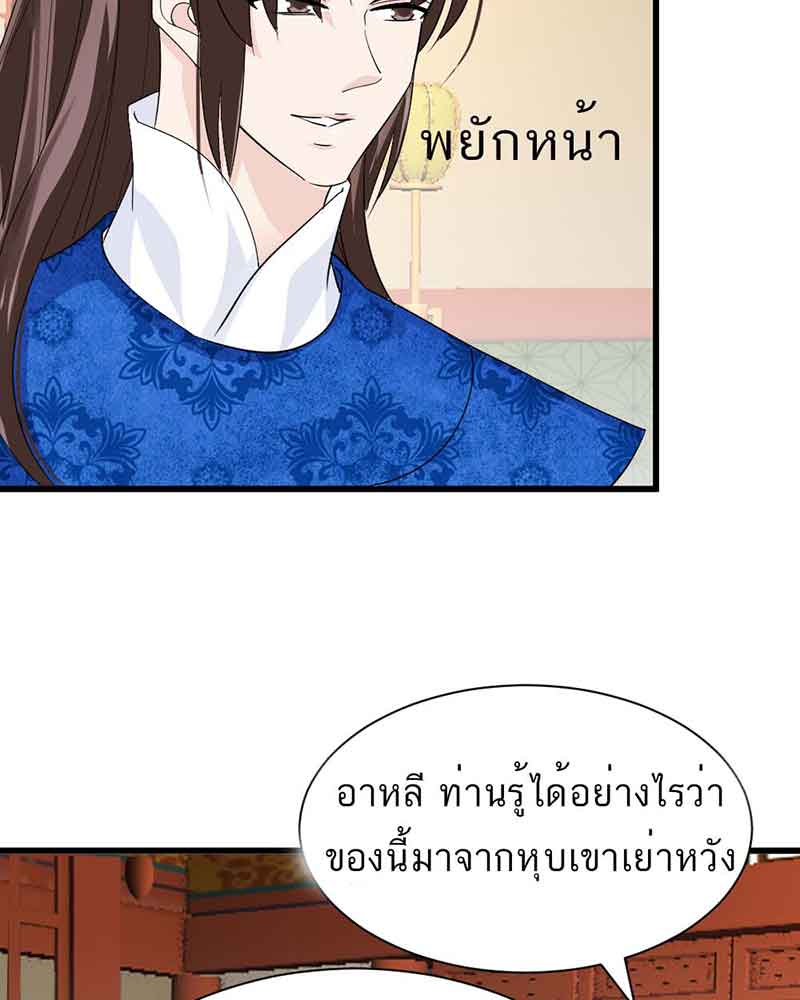 พยักหน้า
อาหลี ท่านรู้ได้อย่างไรว่า
ของนี้มาจากหุบเขาเย่าหวัง